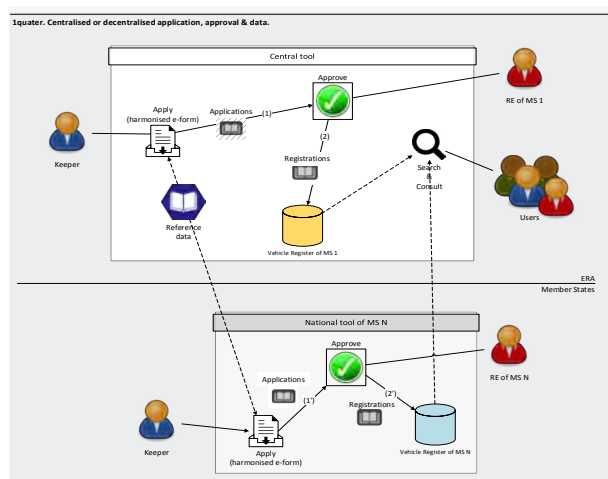 1quater. Centralised or decentralised application, approval & data.
Central tool
Approve
RE of MS 1
Apply
(harmonised e-form)
Applications
(1)
Keeper
(2)
Registrations
Search
&
Consult
Users
Reference
data
Vehicle Register of MS 1
ERA
Member States
National tool of MS N
Approve
RE of MS N
Applications
(1')
(2')
Registrations
Keeper
Apply
(harmonised e-form)
Vehicle Register of MS N